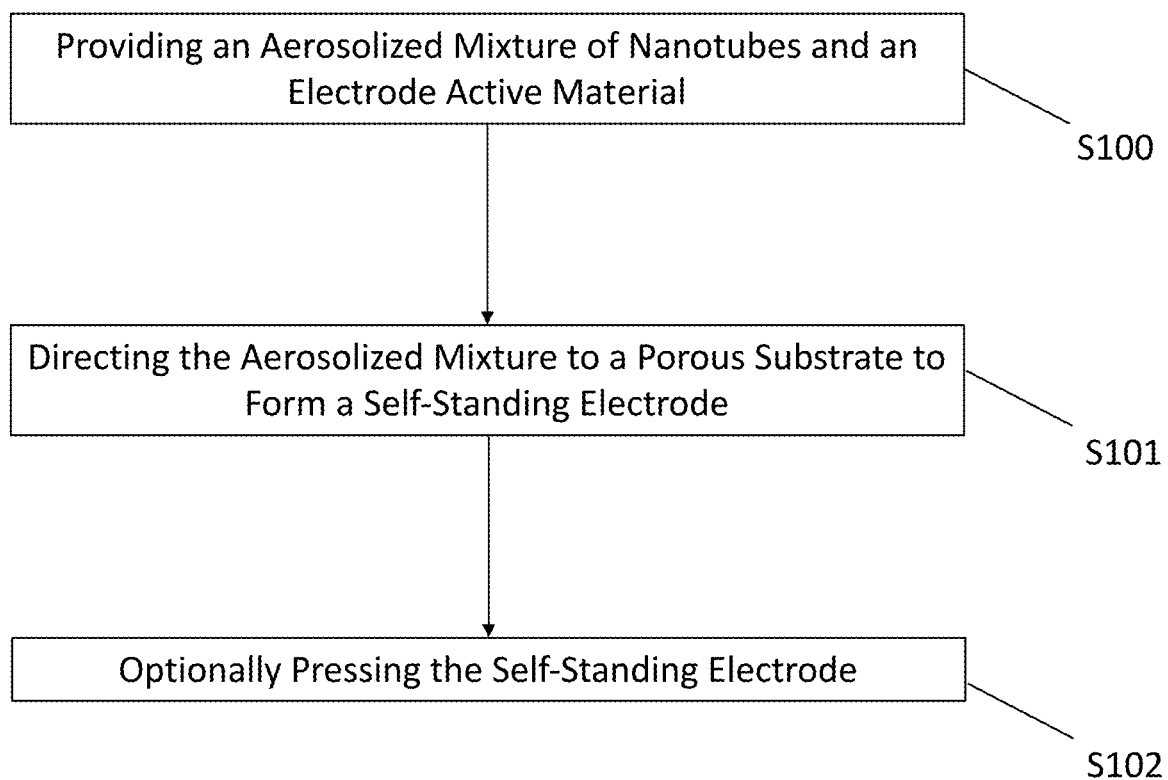 Providing an Aerosolized Mixture of Nanotubes and an
Electrode Active Material
S100
Directing the Aerosolized Mixture to a Porous Substrate to
Form a Self-Standing Electrode
S101
Optionally Pressing the Self-Standing Electrode
S102